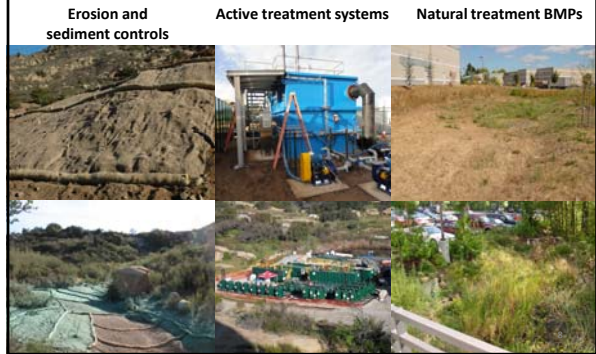 Erosion and
sediment controls
Active treatment systems
Natural treatment BMPs